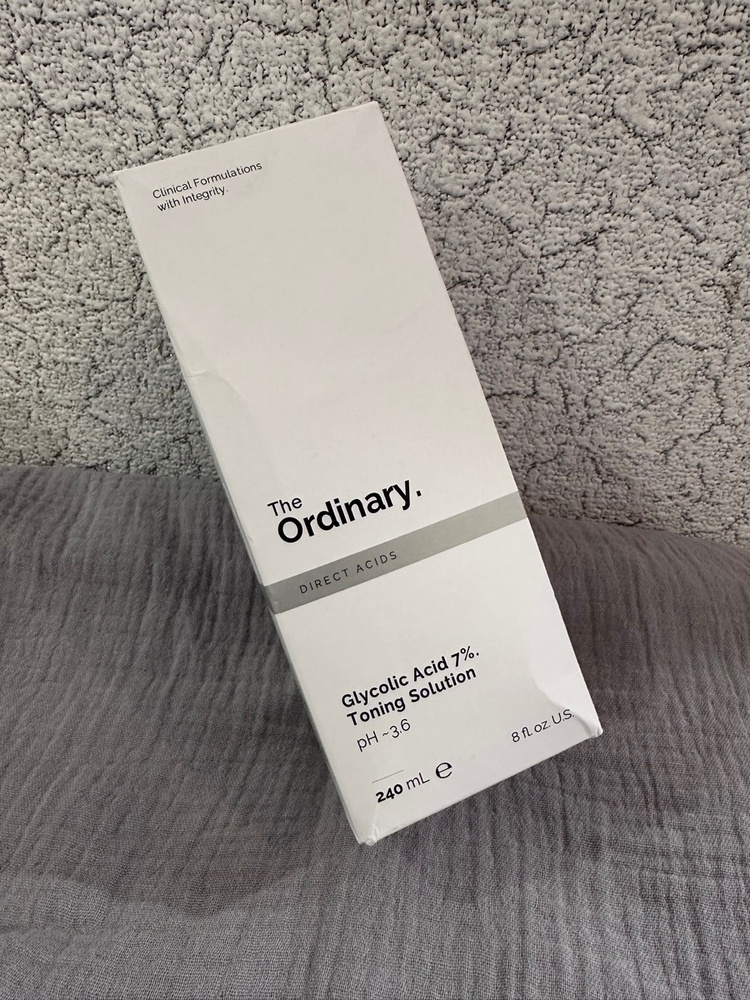 Clinical Formulations
with Integrity.
The
Ordinary.
DIRECT ACIDS
Glycolic Acid 7%.
Toning Solution
pH ~3.6
240 mL ℮
8 fl. oz. U.S.